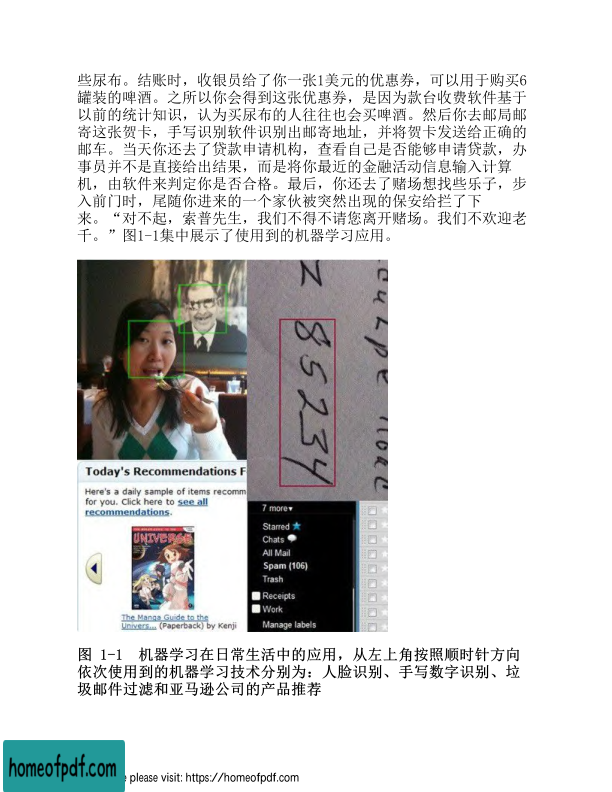 些尿布。结账时，收银员给了你一张1美元的优惠券，可以用于购买6
罐装的啤酒。之所以你会得到这张优惠券，是因为款台收费软件基于
以前的统计知识，认为买尿布的人往往也会买啤酒。然后你去邮局邮
寄这张贺卡，手写识别软件识别出邮寄地址，并将贺卡发送给正确的
邮车。当天你还去了贷款申请机构，查看自己是否能够申请贷款，办
事员并不是直接给出结果，而是将你最近的金融活动信息输入计算
机，由软件来判定你是否合格。最后，你还去了赌场想找些乐子，步
入前门时，尾随你进来的一个家伙被突然出现的保安给拦了下
来。“对不起，索普先生，我们不得不请您离开赌场。我们不欢迎老
千。”图1-1集中展示了使用到的机器学习应用。
85234
Today's Recommendations F
Here's a daily sample of items recomm
for you. Click here to see all
recommendations.
UNIVERSE
The Manga Guide to the
Univers... (Paperback) by Kenji
7 more▾
Starred
Chats
All Mail
Spam (106)
Trash
Receipts
Work
Manage labels
图 1-1 机器学习在日常生活中的应用，从左上角按照顺时针方向
依次使用到的机器学习技术分别为：人脸识别、手写数字识别、垃
圾邮件过滤和亚马逊公司的产品推荐
homeofpdf.com
e please visit: https://homeofpdf.com